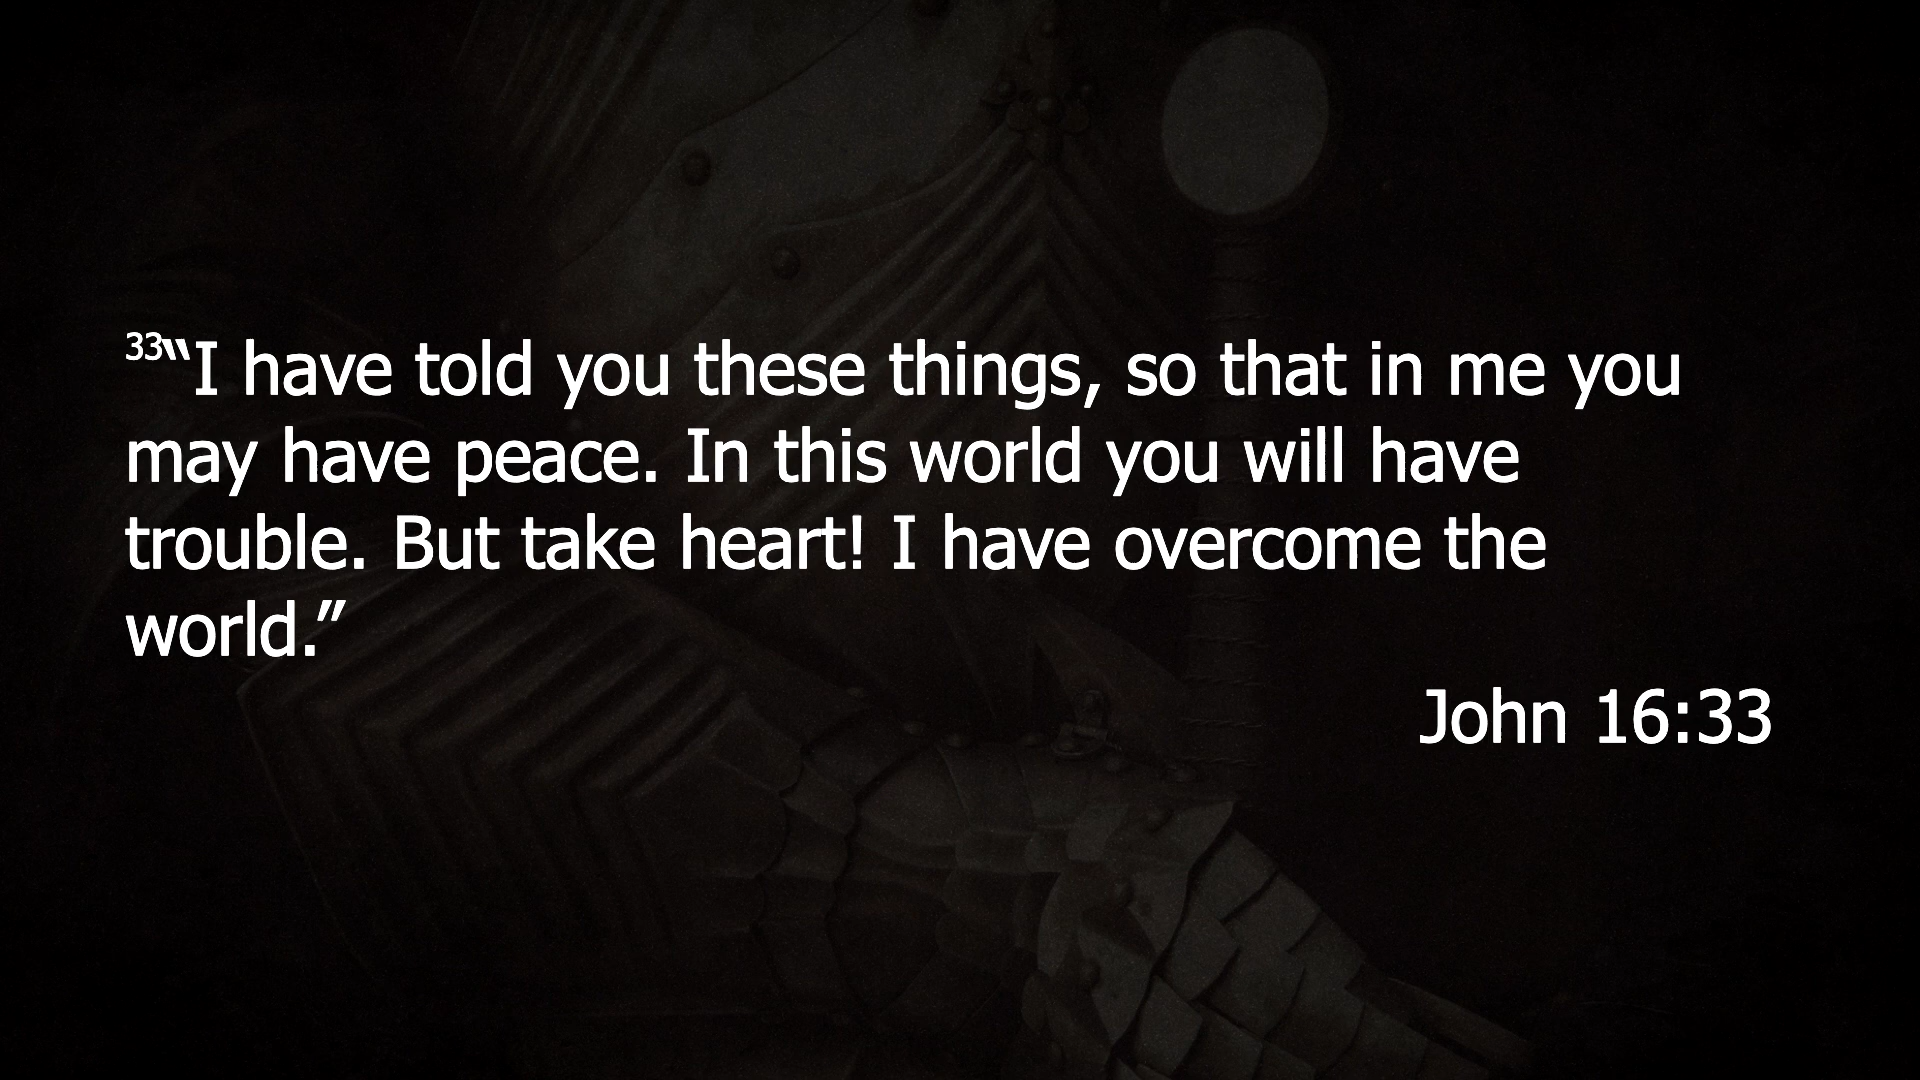 33“I have told you these things, so that in me you
may have peace. In this world you will have
trouble. But take heart! I have overcome the
world.”
John 16:33